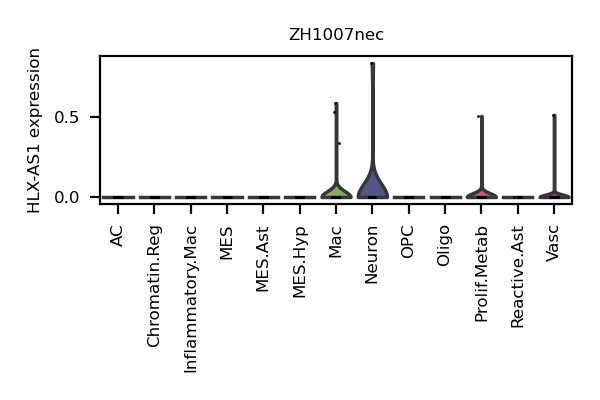 ZH1007nec
HLX-AS1 expression
0.5
0.0
AC
Chromatin.Reg
Inflammatory.Mac
MES
MES.Ast
MES.Hyp
Mac
Neuron
OPC
Oligo
Prolif.Metab
Reactive.Ast
Vasc